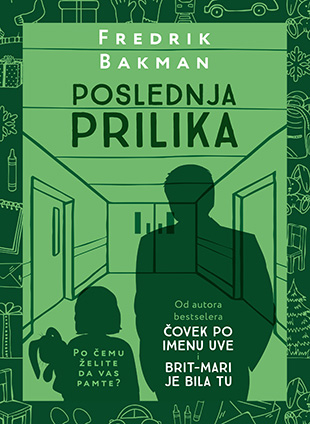 FREDRIK
BAKMAN
POSLEDNJA
PRILIKA
Od autora
bestselera
ČOVEK PO
IMENU UVE
i
BRIT-MARI
JE BILA TU
PO ČEMU
ŽELITE
DA VAS
PAMTE?